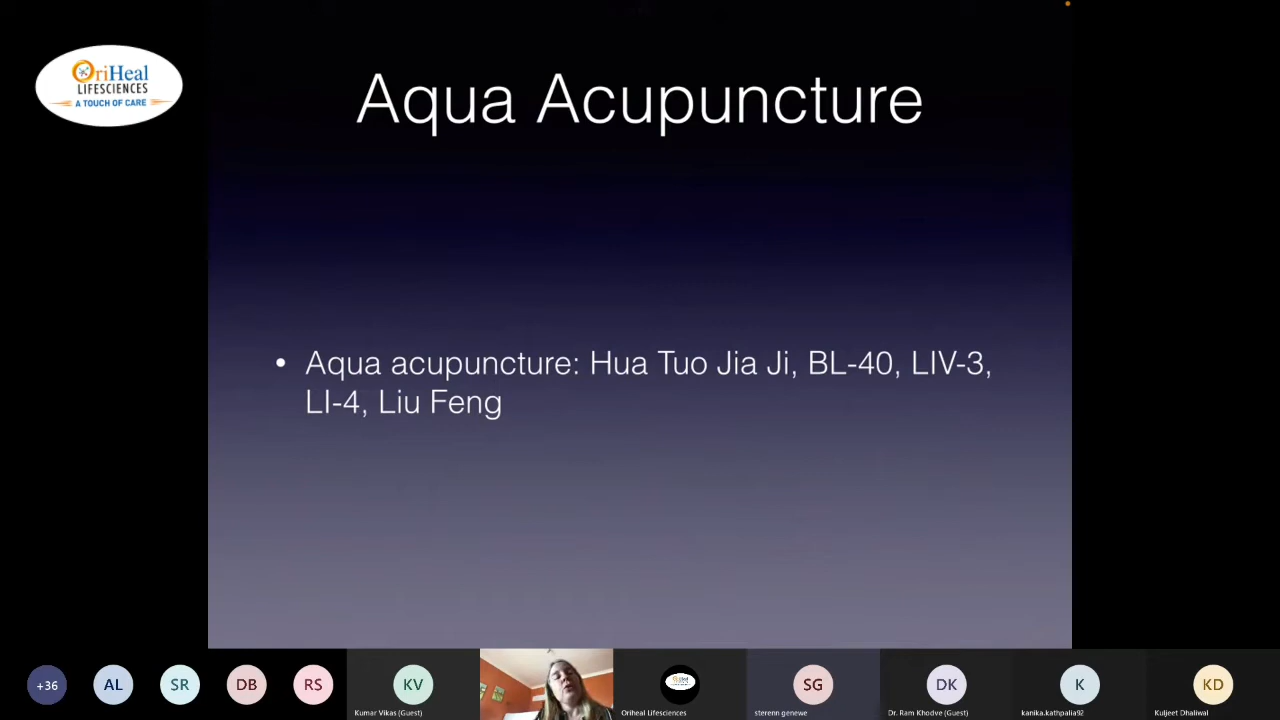 OriHeal
LIFESCIENCES
A TOUCH OF CARE
Aqua Acupuncture
• Aqua acupuncture: Hua Tuo Jia Ji, BL-40, LIV-3,
LI-4, Liu Feng
+36
AL
SR
DB
RS
KV
SG
DK
K
KD
Kumar Vikas (Guest)
Oriheal Lifesciences
sterenn genewe
Dr. Ram Khodve (Guest)
kanika.kathpalia92
Kuljeet Dhaliwal